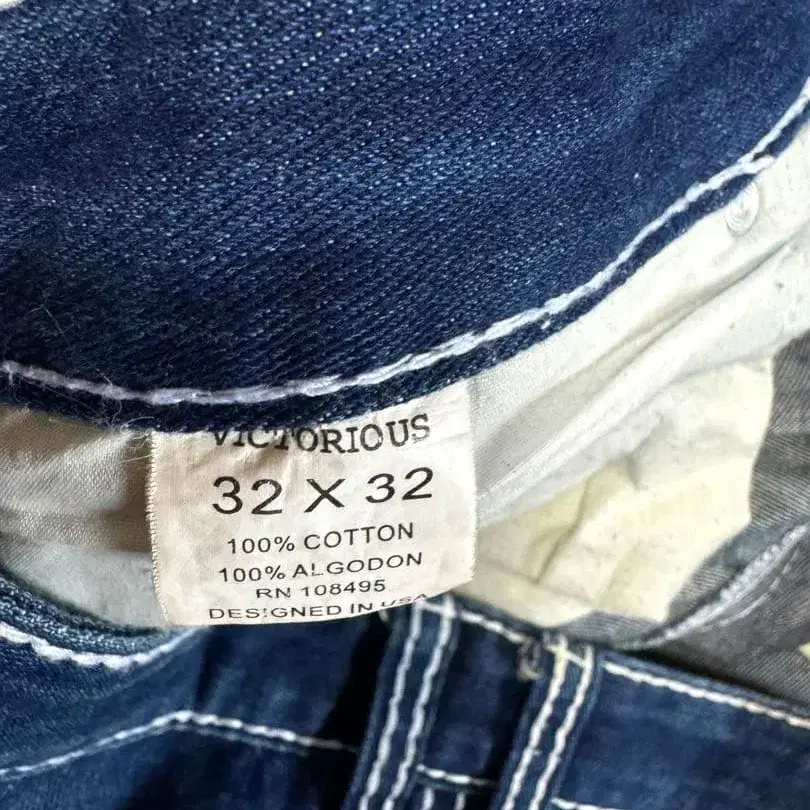 VICTORIOUS
32 X 32
100% COTTON
100% ALGODON
RN 108495
DESIGNED IN USA